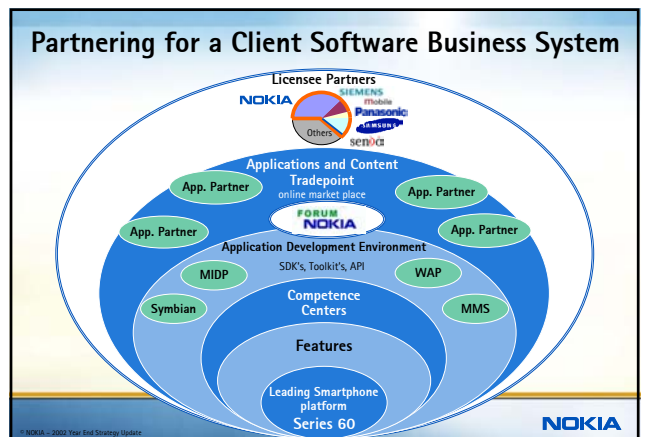 Partnering for a Client Software Business System
Licensee Partners
NOKIA
SIEMENS
mobile
Panasonic
SAMSUNG
sendo
Others
Applications and Content
Tradepoint
online market place
App. Partner
App. Partner
App. Partner
App. Partner
FORUM
NOKIA
Application Development Environment
SDK's, Toolkit's, API
MIDP
WAP
Symbian
MMS
Competence
Centers
Features
Leading Smartphone
platform
Series 60
© NOKIA – 2002 Year End Strategy Update
NOKIA